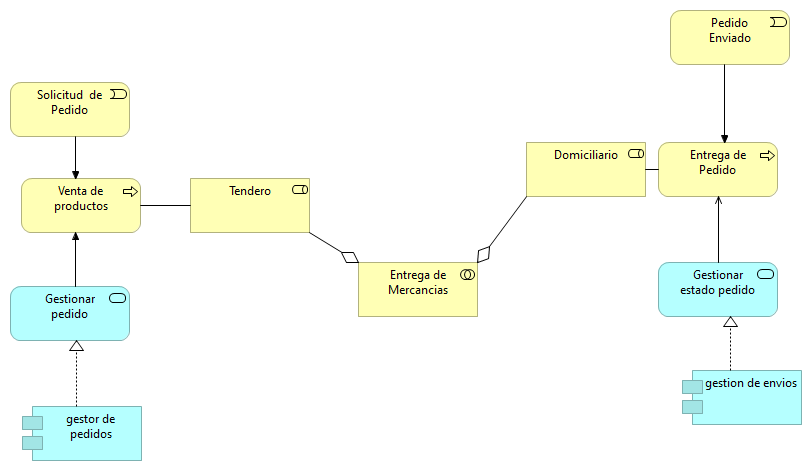 Pedido
Enviado
Solicitud de
Pedido
Venta de
productos
Tendero
Domiciliario
Entrega de
Pedido
Entrega de
Mercancias
Gestionar
pedido
Gestionar
estado pedido
gestor de
pedidos
gestion de envios